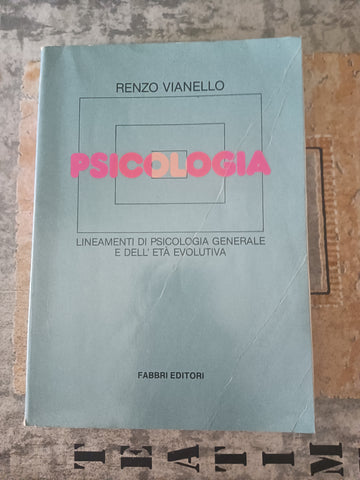 RENZO VIANELLO
PSICOLOGIA
LINEAMENTI DI PSICOLOGIA GENERALE
E DELL' ETÀ EVOLUTIVA
FABBRI EDITORI